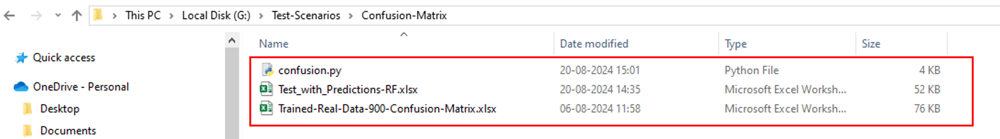 This PC > Local Disk (G:) > Test-Scenarios > Confusion-Matrix
Name Date modified Type Size
Quick access
OneDrive - Personal
Desktop
Documents
confusion.py 20-08-2024 15:01 Python File 4 KB
Test_with_Predictions-RF.xlsx 20-08-2024 14:35 Microsoft Excel Worksh... 52 KB
Trained-Real-Data-900-Confusion-Matrix.xlsx 06-08-2024 11:58 Microsoft Excel Worksh... 76 KB